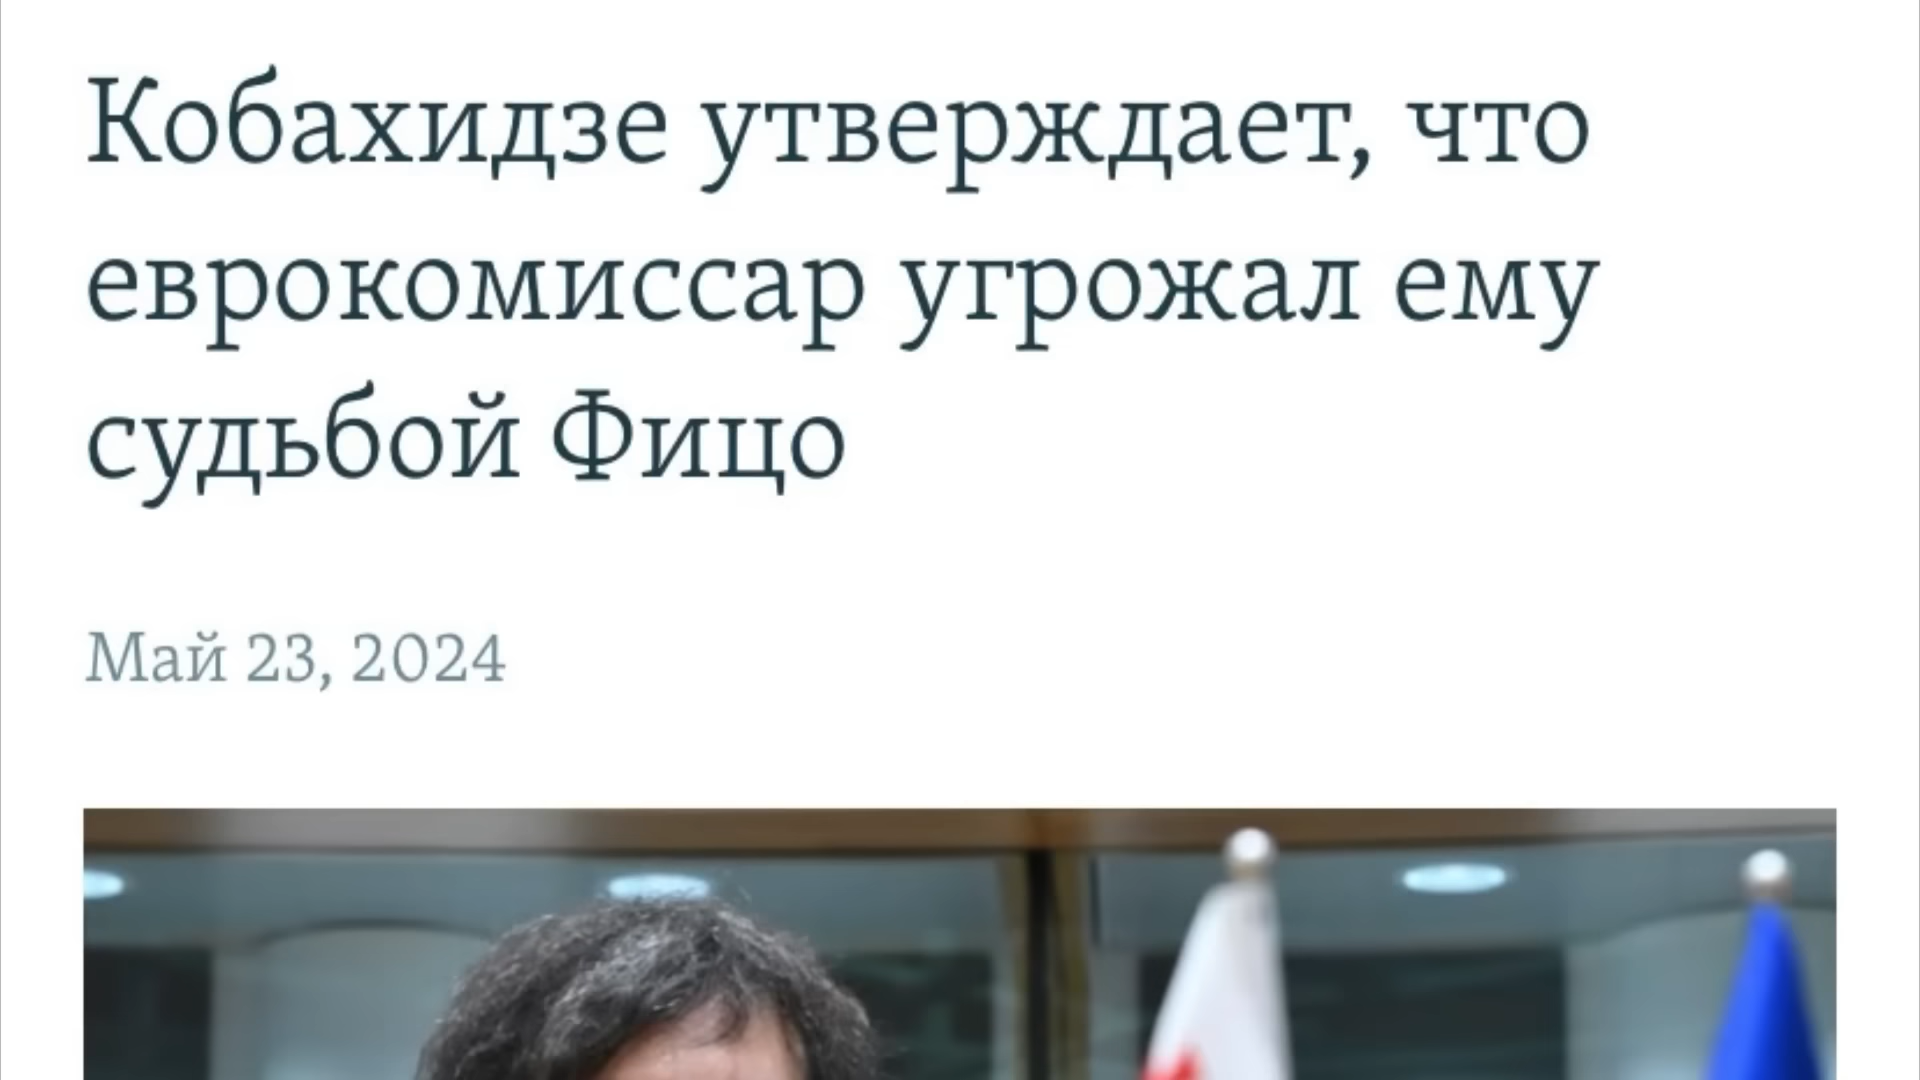 Кобахидзе утверждает, что
еврокомиссар угрожал ему
судьбой Фицо
Май 23, 2024